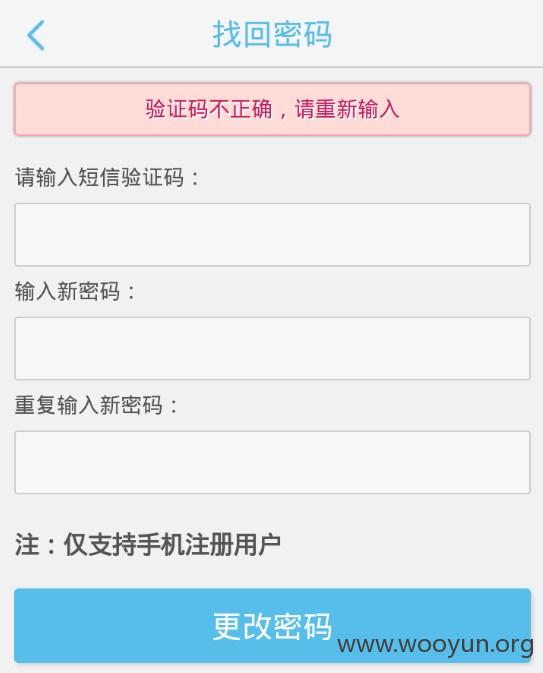 找回密码
验证码不正确，请重新输入
请输入短信验证码：
输入新密码：
重复输入新密码：
注：仅支持手机注册用户
更改密码
www.wooyun.org